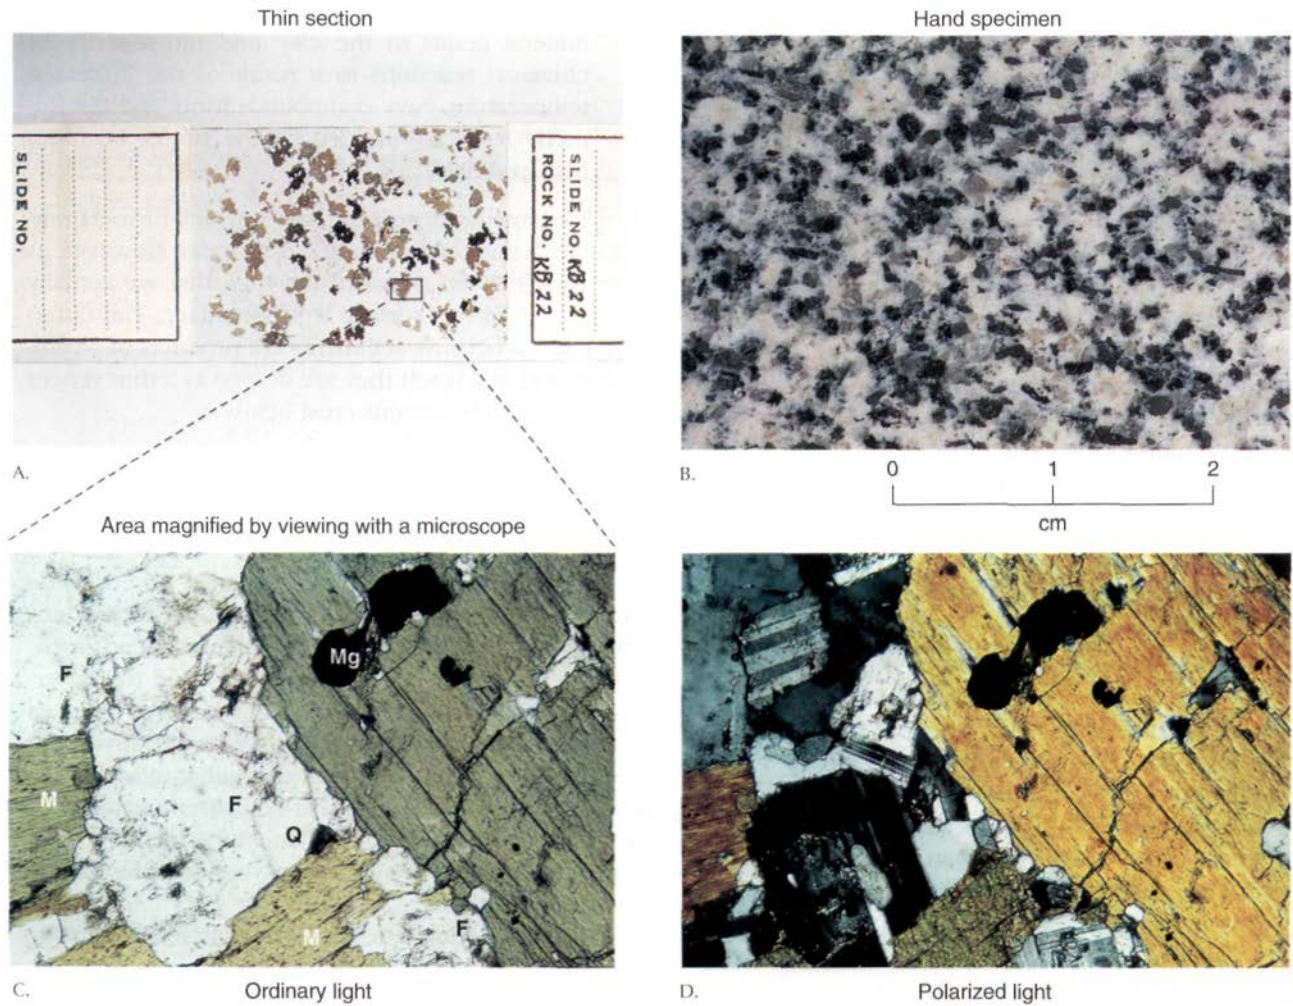 Thin section
Hand specimen
SLIDE NO.
SLIDE NO. KB 22
ROCK NO. KB 22
A.
B.
0 1 2
cm
Area magnified by viewing with a microscope
F
Mg
M
F
Q
M
F
C.
Ordinary light
D.
Polarized light